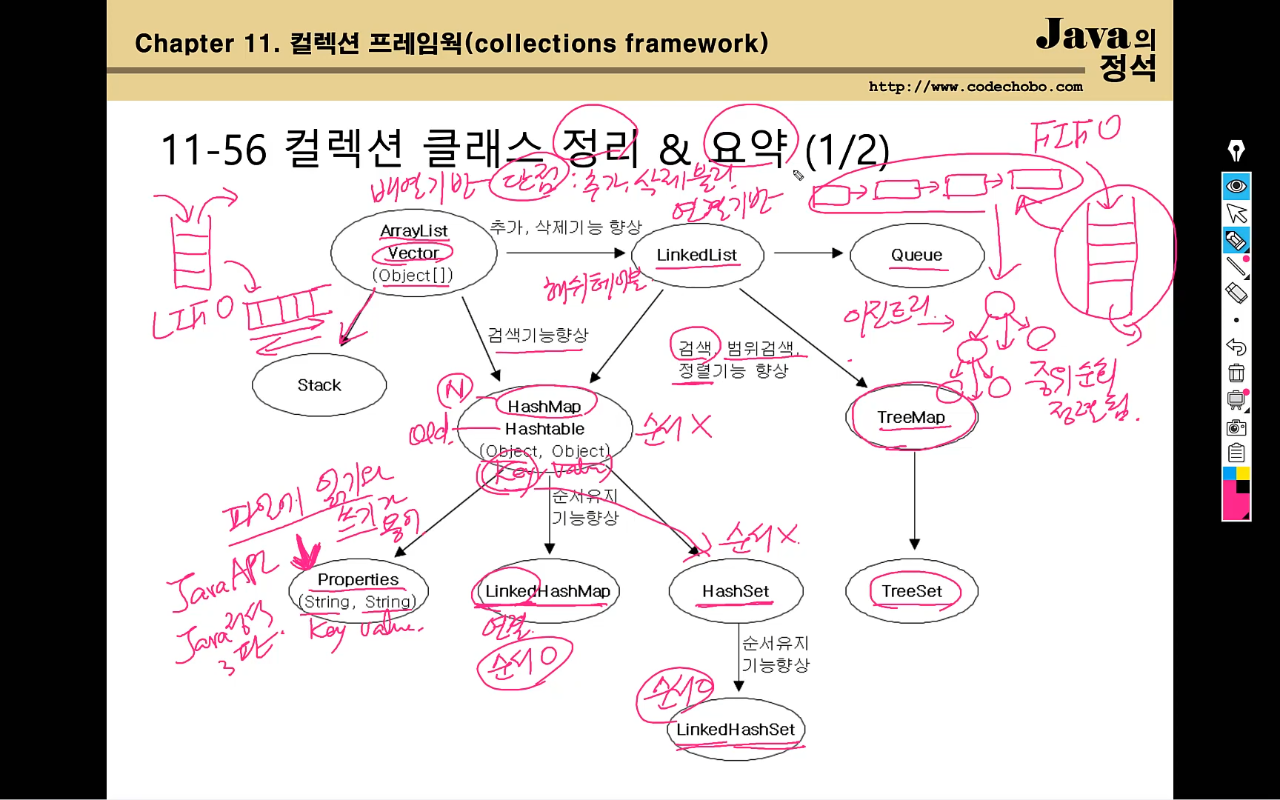 Chapter 11. 컬렉션 프레임웍(collections framework)
Java의
정석
http://www.codechobo.com
11-56 컬렉션 클래스 정리 & 요약 (1/2)
FIFO
배열기반 단점: 추가, 삭제 불리
연결기반
ArrayList
Vector
(Object[])
추가, 삭제기능 향상
LinkedList
Queue
해쉬테이블
LIFO
이진트리
검색기능향상
검색, 범위검색,
정렬기능 향상
Stack
중위순회
정렬됨.
N
HashMap
Hashtable
(Object, Object)
old
순서 X
Key, Value
TreeMap
순서유지
기능향상
파일에 읽기와
쓰기가
용이
순서 X
Java API
Java 정석
3판
Properties
(String, String)
Key Value.
LinkedHashMap
연결
순서 O
HashSet
TreeSet
순서유지
기능향상
순서 O
LinkedHashSet